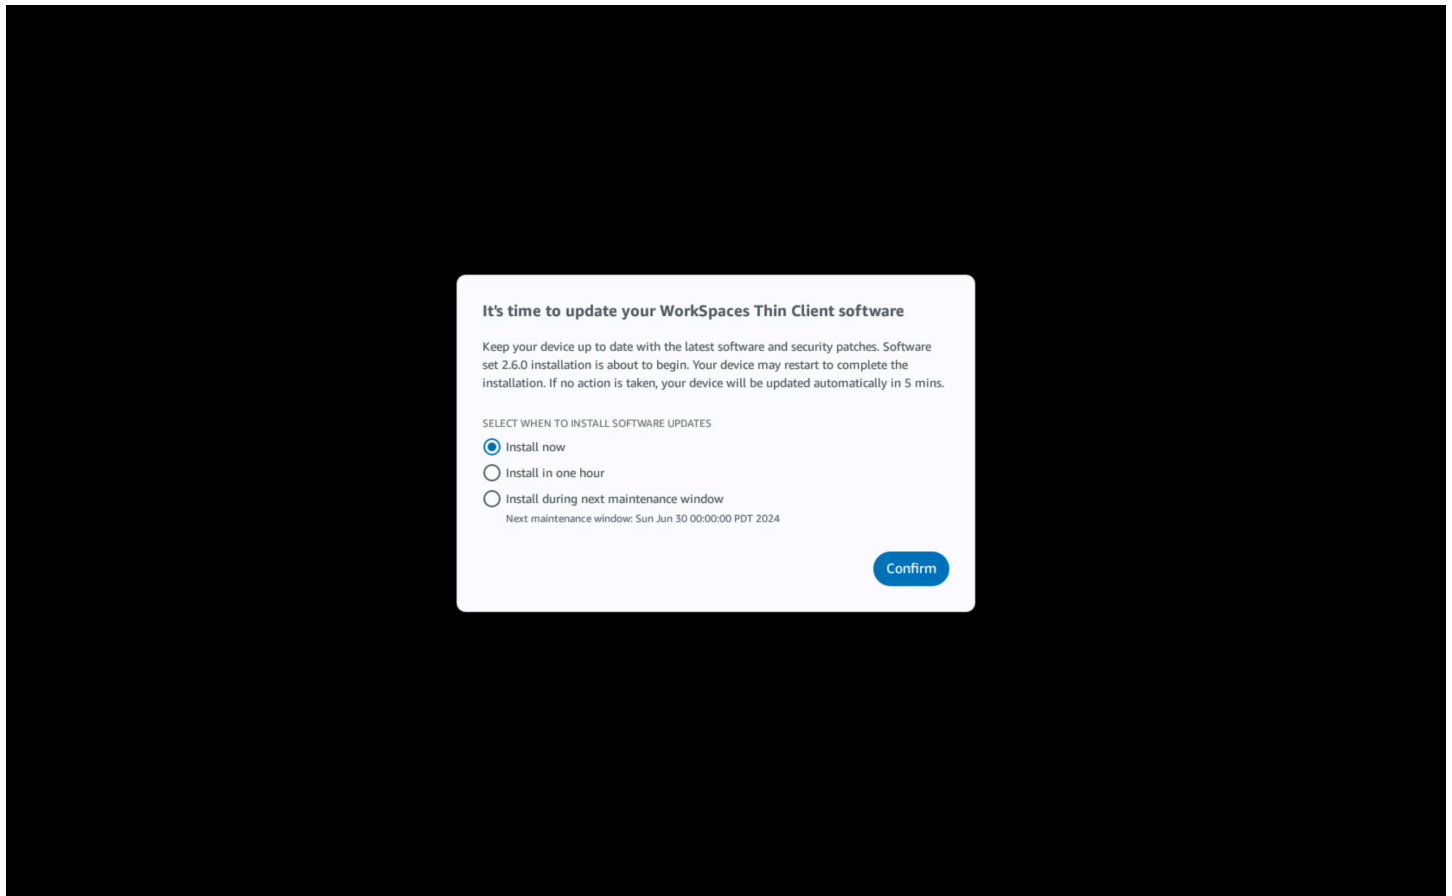 It's time to update your WorkSpaces Thin Client software
Keep your device up to date with the latest software and security patches. Software
set 2.6.0 installation is about to begin. Your device may restart to complete the
installation. If no action is taken, your device will be updated automatically in 5 mins.
SELECT WHEN TO INSTALL SOFTWARE UPDATES
Install now
Install in one hour
Install during next maintenance window
Next maintenance window: Sun Jun 30 00:00:00 PDT 2024
Confirm